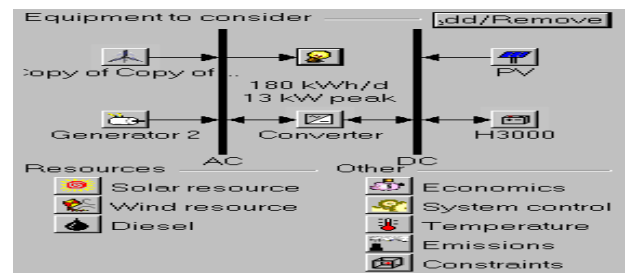 Equipment to consider
dd/Remove
opy of Copy of ...
180 kWh/d
13 kW peak
PV
Generator 2
Converter
H3000
AC
DC
Resources
Other
Solar resource
Economics
Wind resource
System control
Diesel
Temperature
Emissions
Constraints